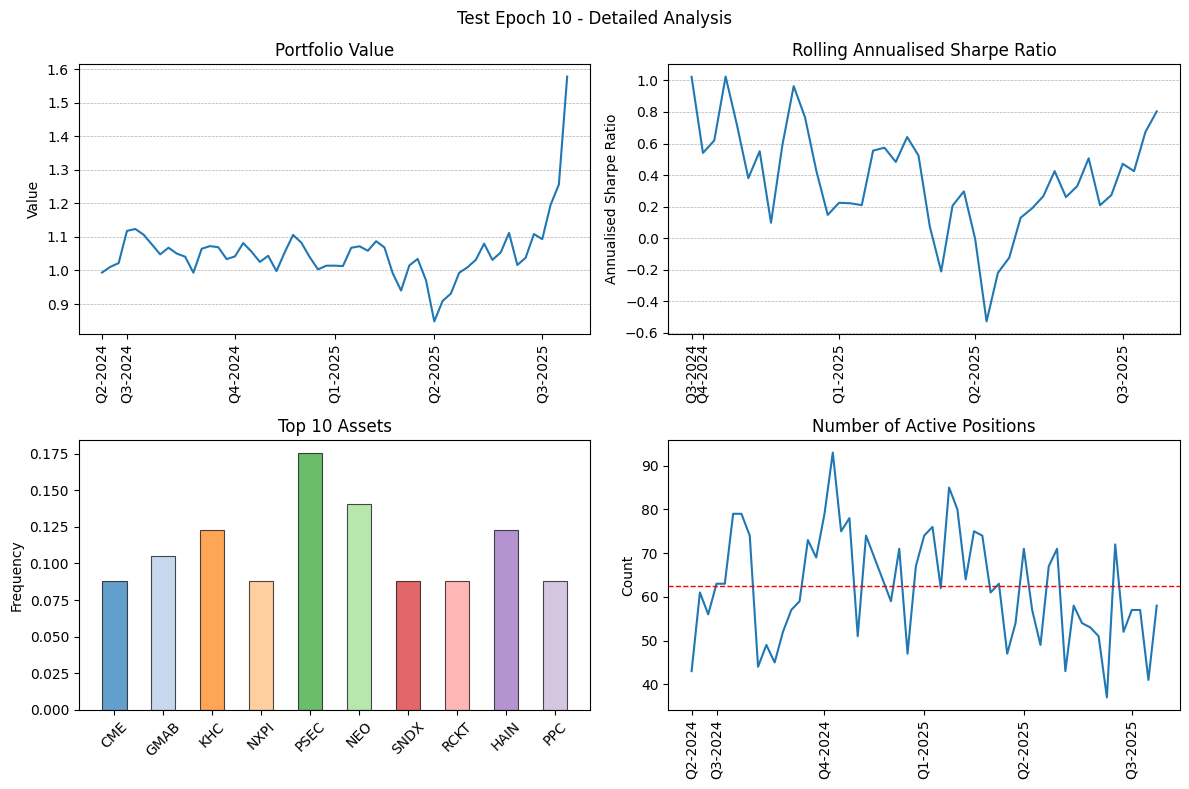 Test Epoch 10 - Detailed Analysis
Portfolio Value
Value
1.6
1.5
1.4
1.3
1.2
1.1
1.0
0.9
Q2-2024
Q3-2024
Q4-2024
Q1-2025
Q2-2025
Q3-2025
Rolling Annualised Sharpe Ratio
Annualised Sharpe Ratio
1.0
0.8
0.6
0.4
0.2
0.0
−0.2
−0.4
−0.6
Q3-2024
Q4-2024
Q1-2025
Q2-2025
Q3-2025
Top 10 Assets
Frequency
0.175
0.150
0.125
0.100
0.075
0.050
0.025
0.000
CME
GMAB
KHC
NXPI
PSEC
NEO
SNDX
RCKT
HAIN
PPC
Number of Active Positions
Count
90
80
70
60
50
40
Q2-2024
Q3-2024
Q4-2024
Q1-2025
Q2-2025
Q3-2025